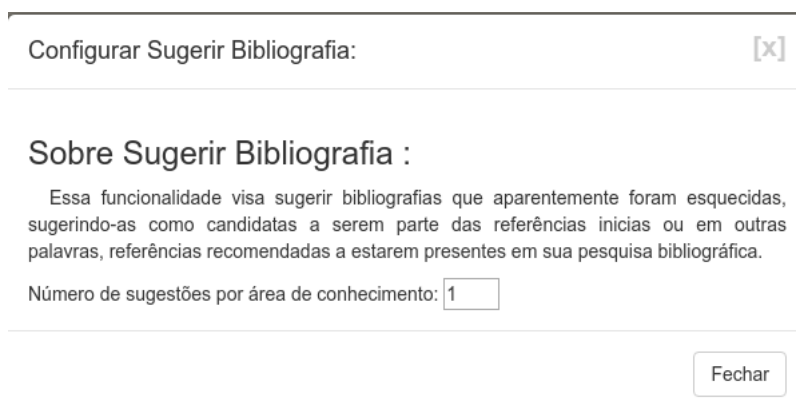 Configurar Sugerir Bibliografia:
[x]
Sobre Sugerir Bibliografia :
Essa funcionalidade visa sugerir bibliografias que aparentemente foram esquecidas,
sugerindo-as como candidatas a serem parte das referências inicias ou em outras
palavras, referências recomendadas a estarem presentes em sua pesquisa bibliográfica.
Número de sugestões por área de conhecimento: 1
Fechar